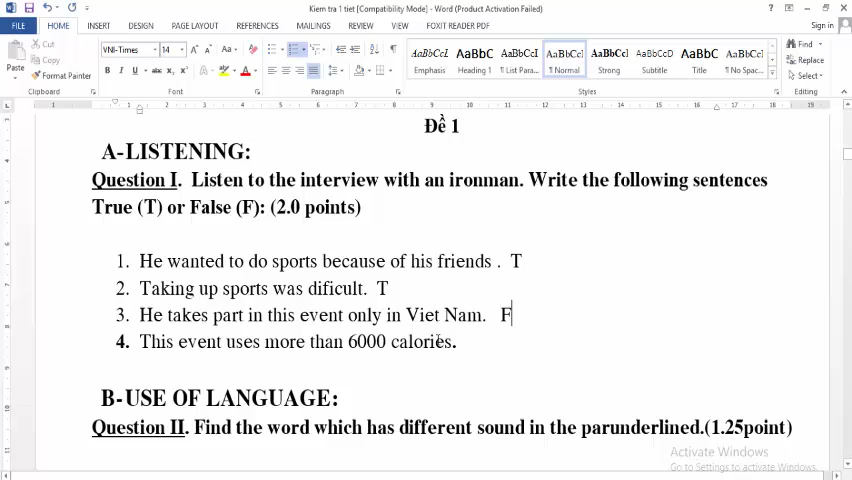 Kiem tra 1 tiet [Compatibility Mode] - Word (Product Activation Failed)
FILE HOME INSERT DESIGN PAGE LAYOUT REFERENCES MAILINGS REVIEW VIEW FOXIT READER PDF Sign in
Cut
Copy
Format Painter
Paste
Clipboard
VNI-Times 14
Font
Paragraph
AaBbCcI AaBbC AaBbCcI AaBbCcI AaBbCcI AaBbCcD AaBbC AaBbCcI
Emphasis Heading 1 ¶ List Para... ¶ Normal Strong Subtitle Title ¶ No Spac...
Styles
Find
Replace
Select
Editing
Đề 1
A-LISTENING:
Question I. Listen to the interview with an ironman. Write the following sentences
True (T) or False (F): (2.0 points)
1. He wanted to do sports because of his friends . T
2. Taking up sports was dificult. T
3. He takes part in this event only in Viet Nam. F
4. This event uses more than 6000 calories.
B-USE OF LANGUAGE:
Question II. Find the word which has different sound in the parunderlined.(1.25point)
Activate Windows
Go to Settings to activate Windows.